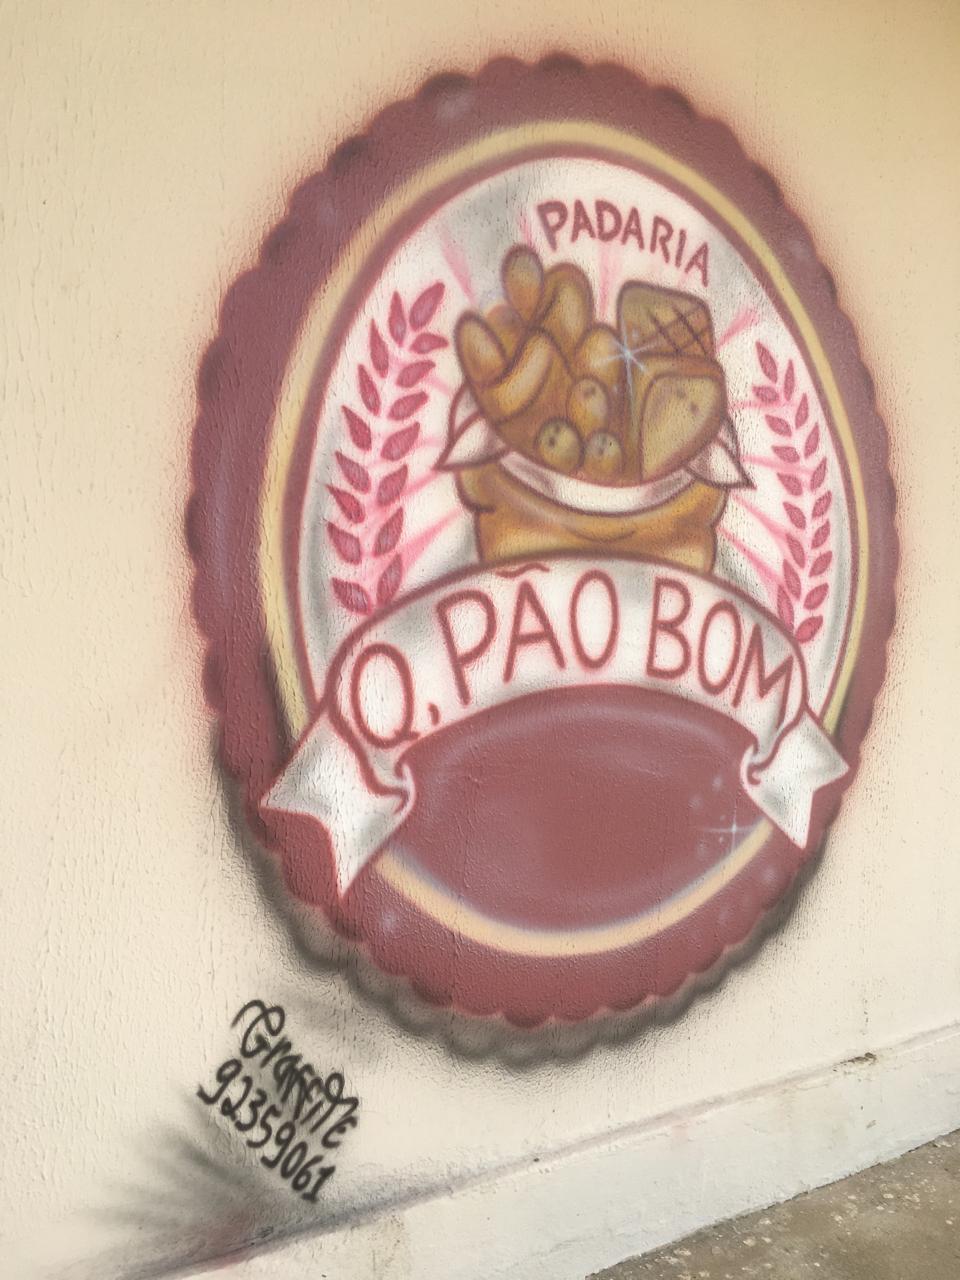 PADARIA
Q, PÃO BOM
Graffite
92359061